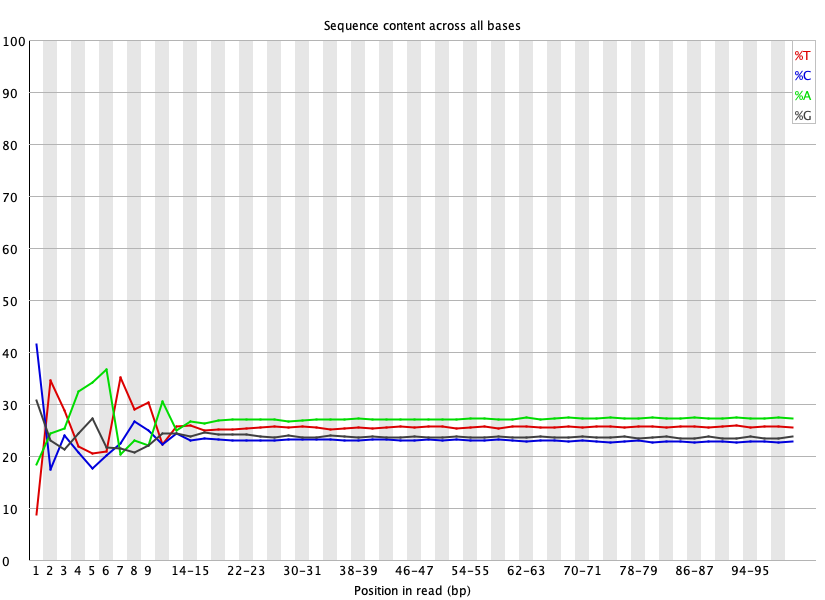 Sequence content across all bases
100
90
80
70
60
50
40
30
20
10
0
%T
%C
%A
%G
1 2 3 4 5 6 7 8 9 14-15 22-23 30-31 38-39 46-47 54-55 62-63 70-71 78-79 86-87 94-95
Position in read (bp)